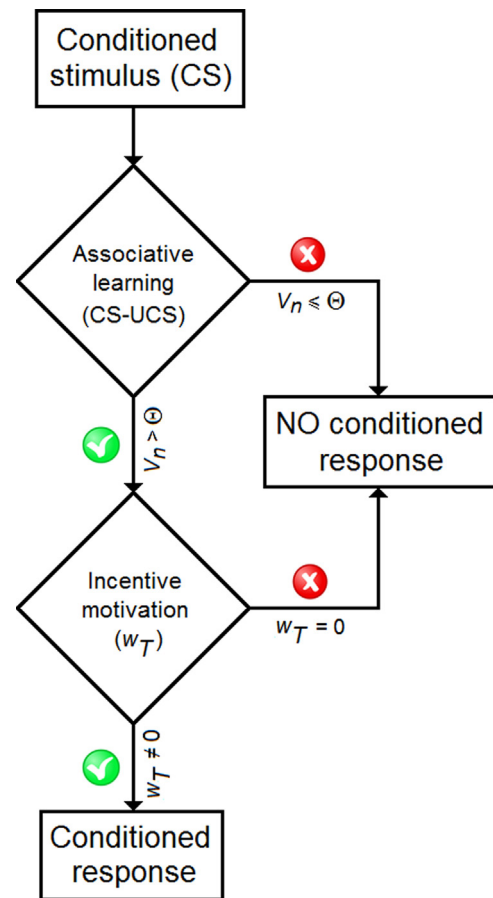 Conditioned
stimulus (CS)
Associative
learning
(CS-UCS)
Vn ⩽ Θ
Vn > Θ
NO conditioned
response
Incentive
motivation
(wT)
wT = 0
wT ≠ 0
Conditioned
response